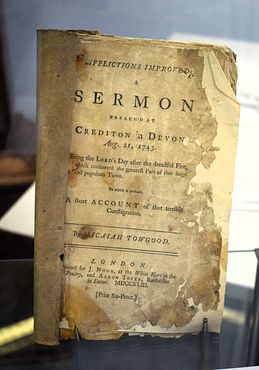 AFFLICTIONS IMPROVED:
A
SERMON
PREACH'D AT
CREDITON in DEVON
Aug. 21, 1743.
Being the LORD's Day after the dreadful Fire,
which consumed the greatest Part of that large
and populous Town.
To which is prefixed,
A short ACCOUNT of that terrible
Conflagration.
By MICAIAH TOWGOOD.
LONDON:
Printed for J. NOON, at the White Hart in the
Poultry, and AARON TOZER, Bookseller
in Exeter. MDCCXLIII.
[Price Six-Pence.]